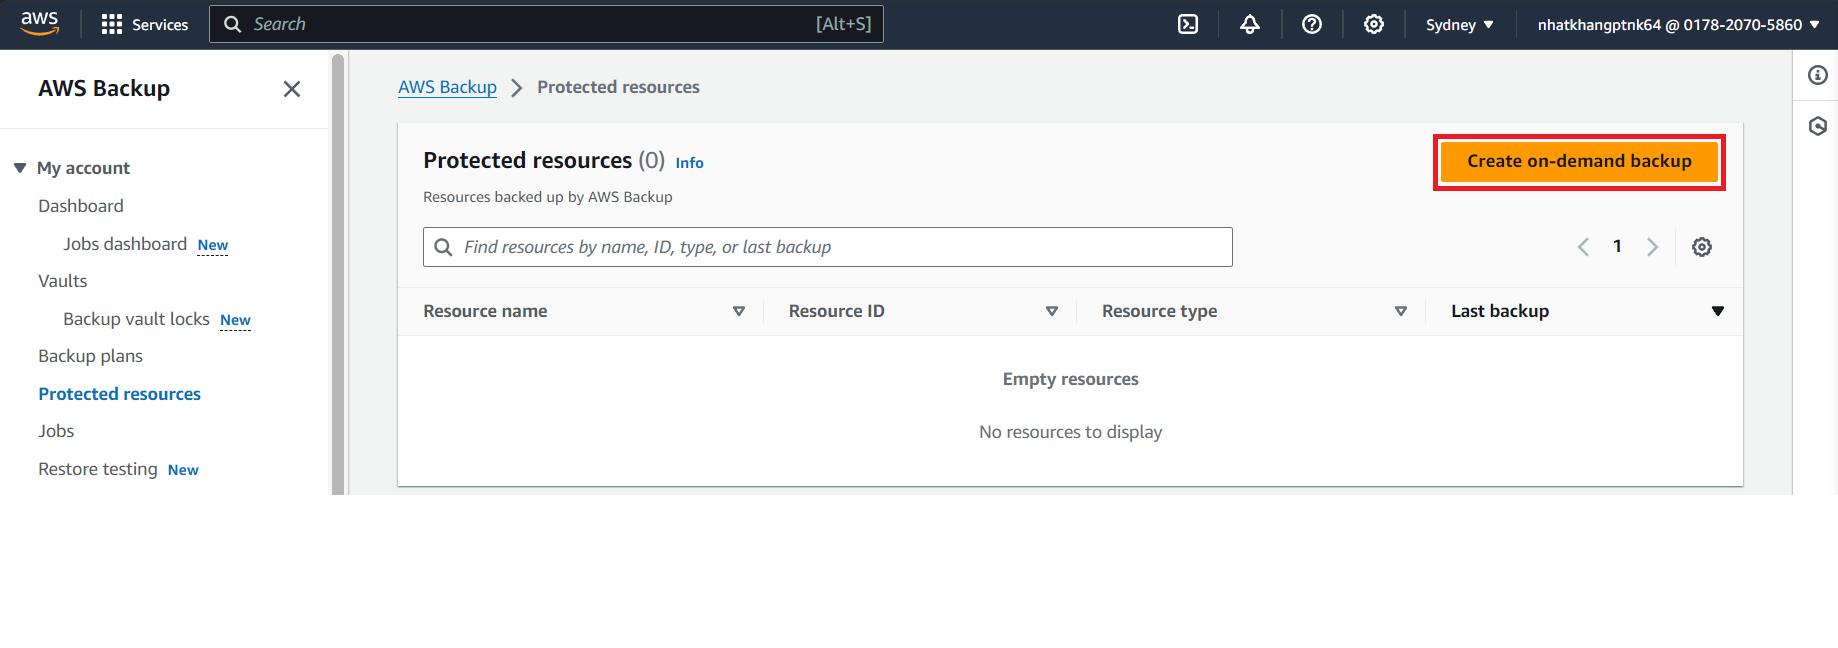 aws Services Search [Alt+S] Sydney nhatkhangptnk64 @ 0178-2070-5860
AWS Backup
My account
Dashboard
Jobs dashboard New
Vaults
Backup vault locks New
Backup plans
Protected resources
Jobs
Restore testing New
AWS Backup Protected resources
Protected resources (0) Info
Create on-demand backup
Resources backed up by AWS Backup
Find resources by name, ID, type, or last backup
1
Resource name Resource ID Resource type Last backup
Empty resources
No resources to display